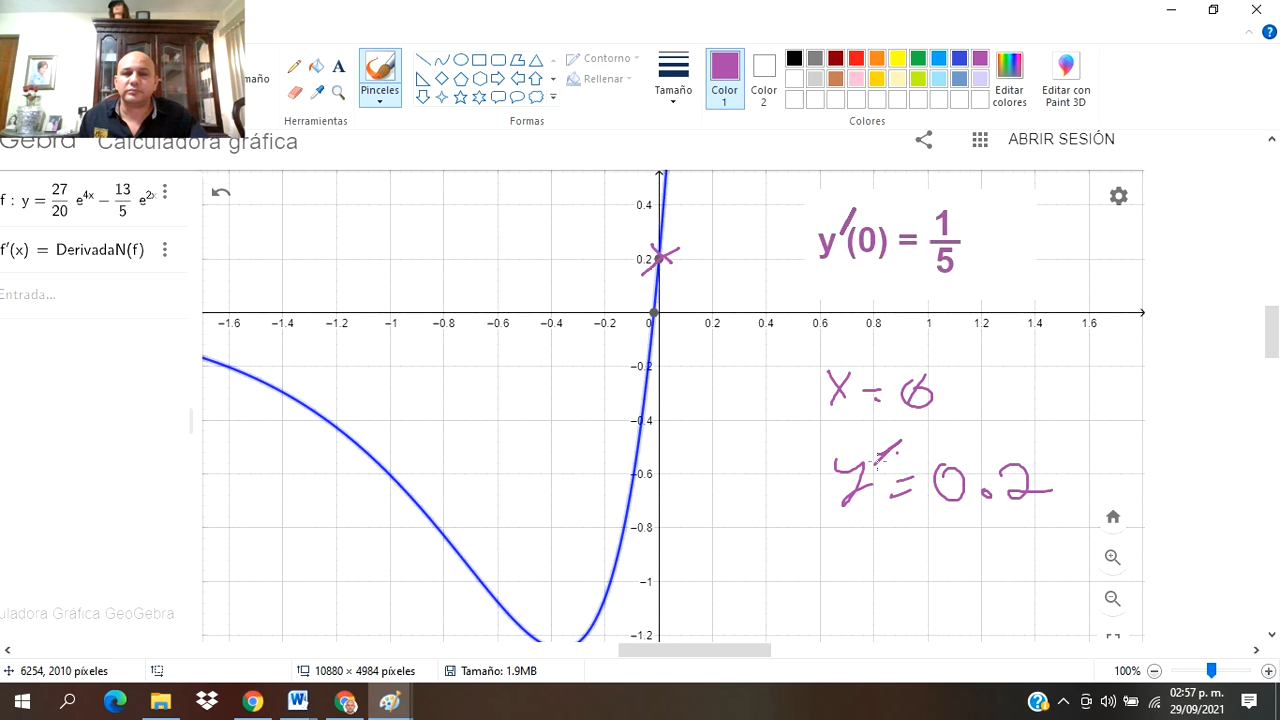 Contorno
Rellenar
Tamaño
Color 1
Color 2
Pinceles
Editar colores
Editar con Paint 3D
Herramientas
Formas
Colores
Calculadora gráfica
ABRIR SESIÓN
f : y = 27/20 e^4x − 13/5 e^2x
f′(x) = DerivadaN(f)
Entrada...
y′(0) = 1/5
0.4
0.2
−1.6 −1.4 −1.2 −1 −0.8 −0.6 −0.4 −0.2 0 0.2 0.4 0.6 0.8 1 1.2 1.4 1.6
−0.2
−0.4
−0.6
−0.8
−1
−1.2
x = 0
y′ = 0.2
uladora Gráfica GeoGebra
6254, 2010 píxeles
10880 × 4984 píxeles
Tamaño: 1.9MB
100%
02:57 p. m.
29/09/2021